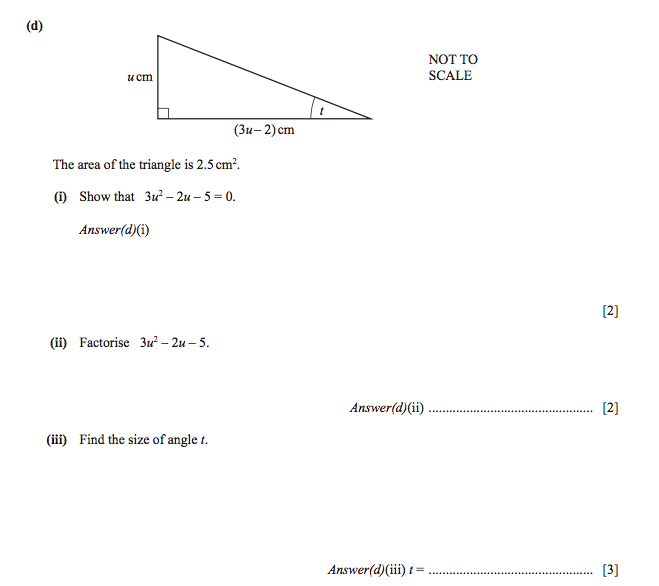 (d)
NOT TO
SCALE
u cm
t
(3u – 2) cm
The area of the triangle is 2.5 cm².
(i) Show that 3u² – 2u – 5 = 0.
Answer(d)(i)
[2]
(ii) Factorise 3u² – 2u – 5.
Answer(d)(ii) ................................................ [2]
(iii) Find the size of angle t.
Answer(d)(iii) t = ................................................ [3]